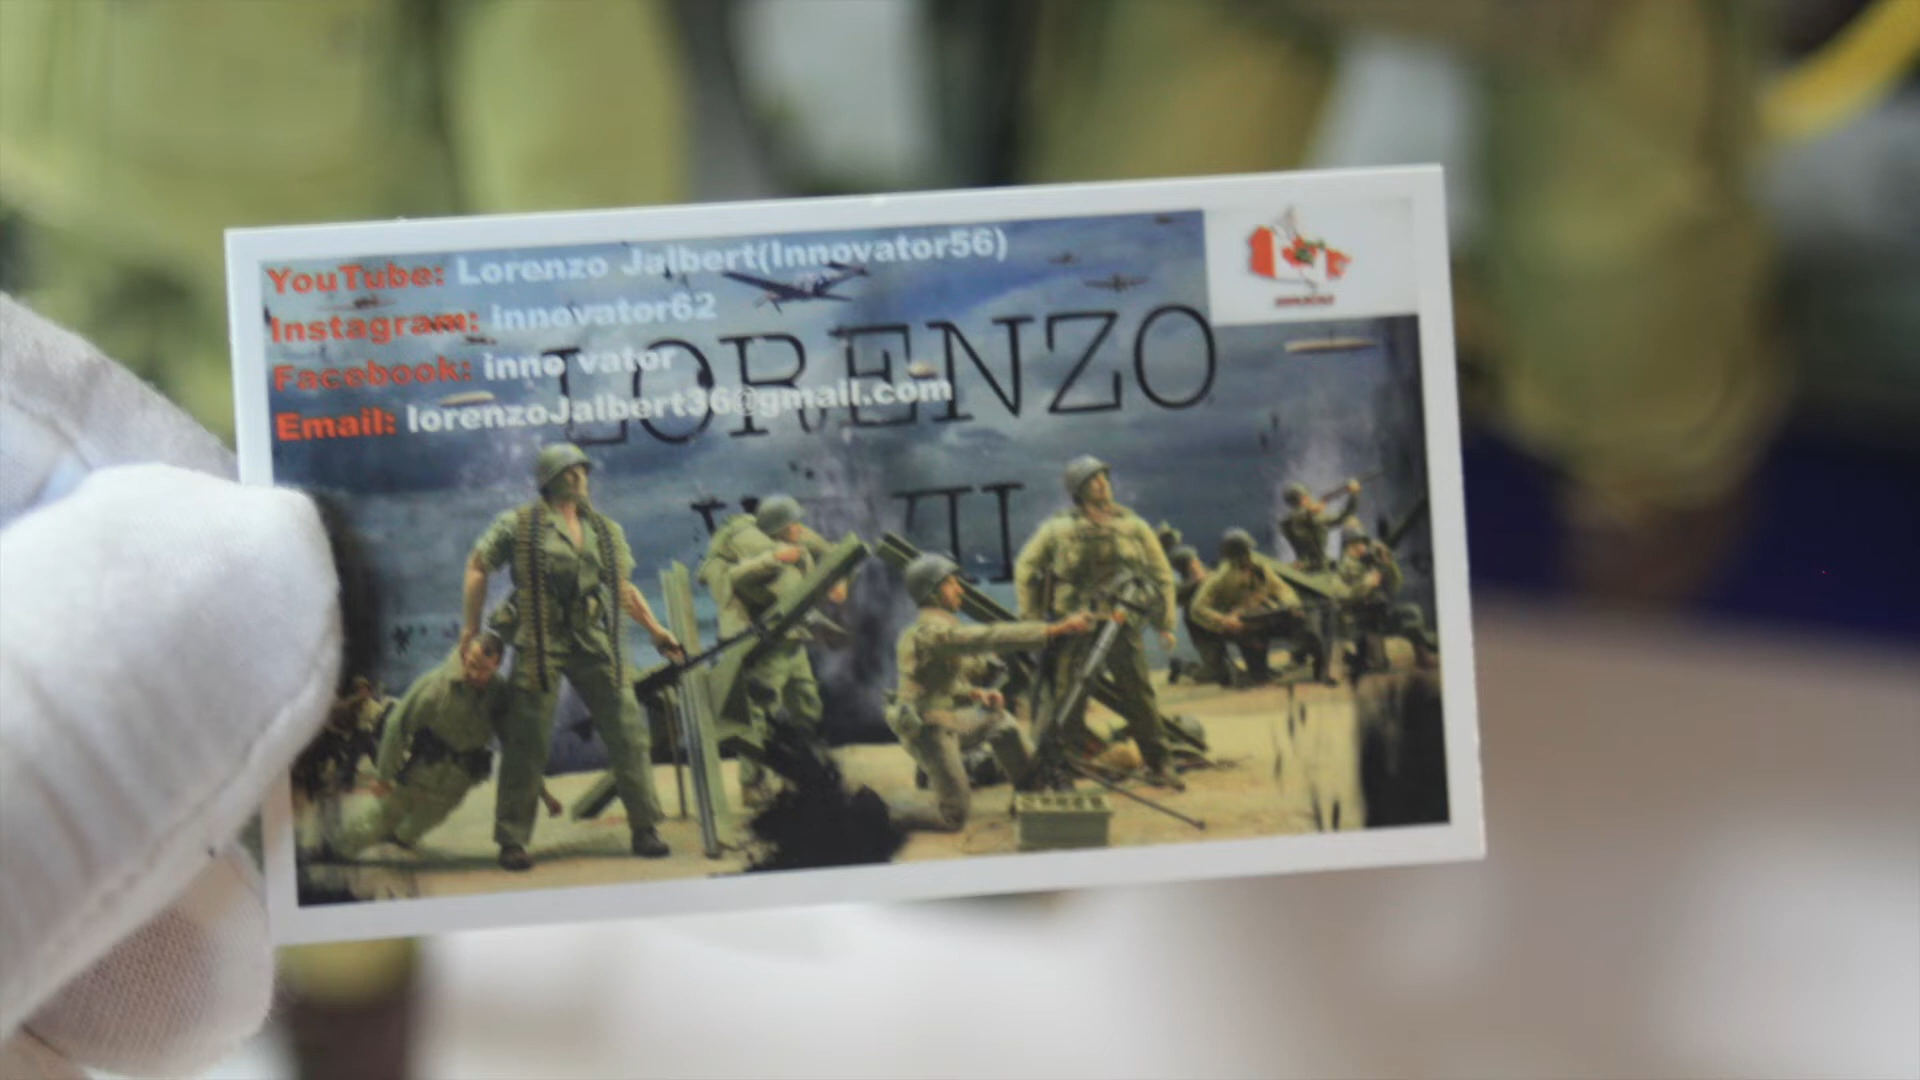 YouTube: Lorenzo Jalbert(Innovator56)
Instagram: innovator62
Facebook: inno vator
Email: lorenzoJalbert36@gmail.com
LORENZO